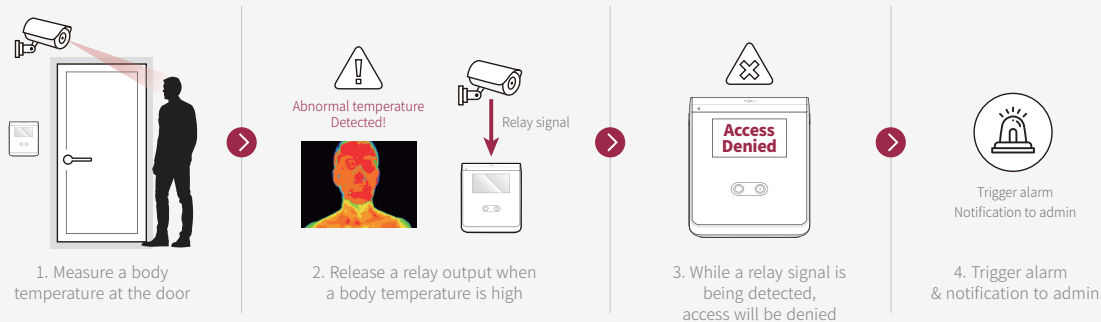 Abnormal temperature
Detected!
Relay signal
Access
Denied
Trigger alarm
Notification to admin
1. Measure a body
temperature at the door
2. Release a relay output when
a body temperature is high
3. While a relay signal is
being detected,
access will be denied
4. Trigger alarm
& notification to admin